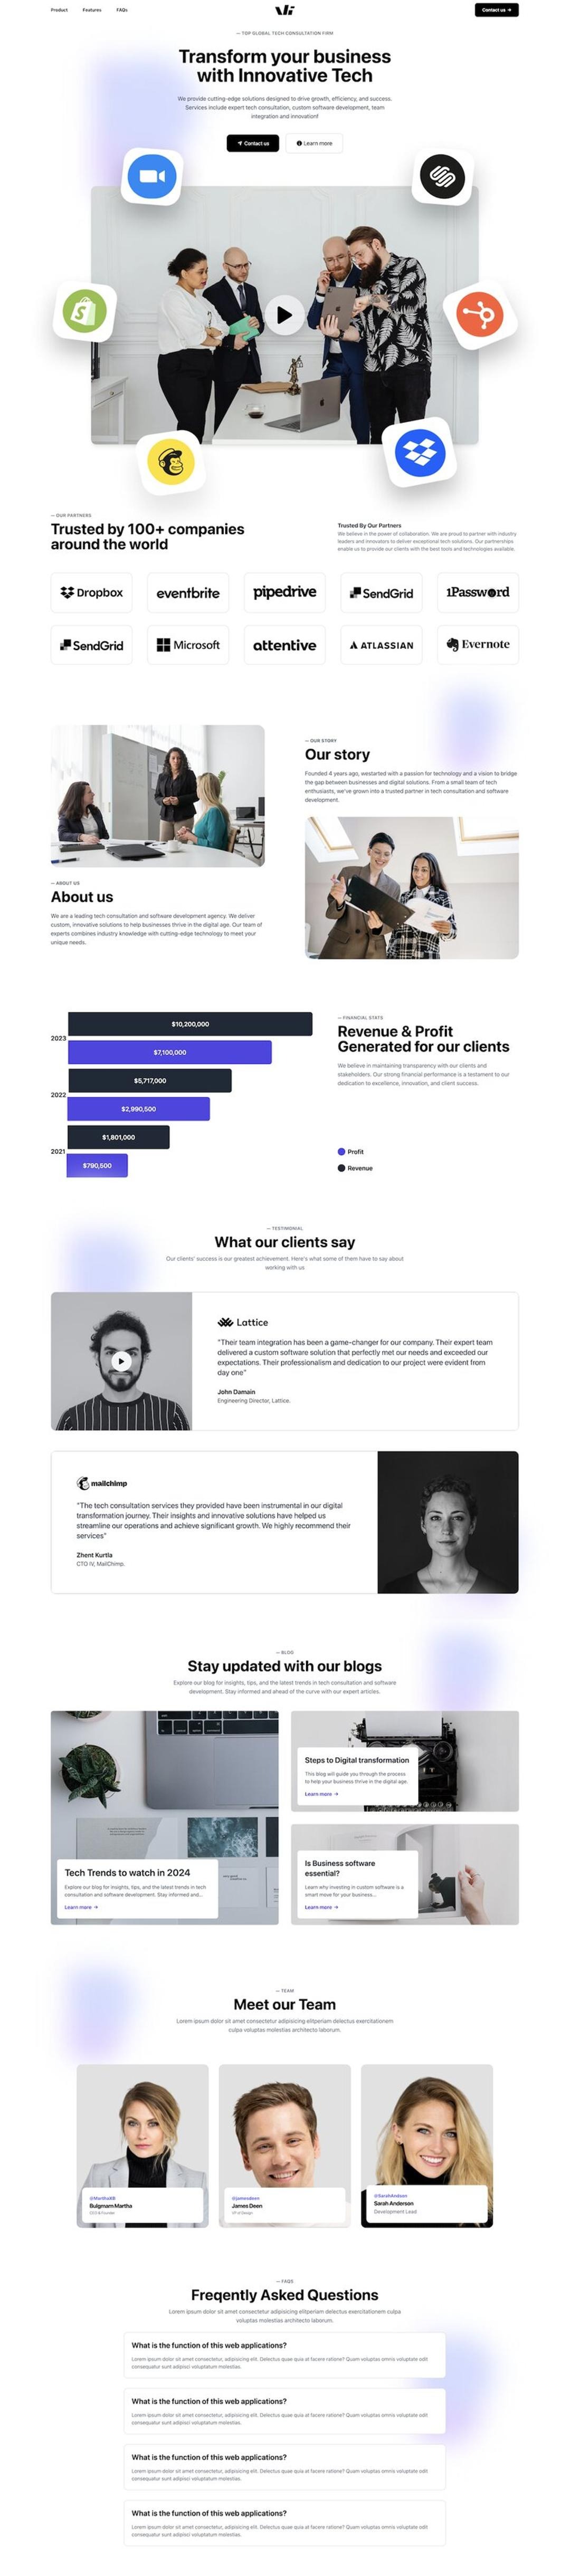 Product Features FAQs
Contact us →
— TOP GLOBAL TECH CONSULTATION FIRM
Transform your business
with Innovative Tech
We provide cutting-edge solutions designed to drive growth, efficiency, and success.
Services include expert tech consultation, custom software development, team
integration and innovation!
Contact us
Learn more
— OUR PARTNERS
Trusted by 100+ companies
around the world
Trusted By Our Partners
We believe in the power of collaboration. We are proud to partner with industry
leaders and innovators to deliver exceptional tech solutions. Our partnerships
enable us to provide our clients with the best tools and technologies available.
Dropbox eventbrite pipedrive SendGrid 1Password
SendGrid Microsoft attentive ATLASSIAN Evernote
— OUR STORY
Our story
Founded 4 years ago, westarted with a passion for technology and a vision to bridge
the gap between businesses and digital solutions. From a small team of tech
enthusiasts, we've grown into a trusted partner in tech consultation and software
development.
— ABOUT US
About us
We are a leading tech consultation and software development agency. We deliver
custom, innovative solutions to help businesses thrive in the digital age. Our team of
experts combines industry knowledge with cutting-edge technology to meet your
unique needs.
$10,200,000
2023
$7,100,000
$5,717,000
2022
$2,990,500
$1,801,000
2021
$790,500
— FINANCIAL STATS
Revenue & Profit
Generated for our clients
We believe in maintaining transparency with our clients and
stakeholders. Our strong financial performance is a testament to our
dedication to excellence, innovation, and client success.
Profit
Revenue
— TESTIMONIAL
What our clients say
Our clients' success is our greatest achievement. Here's what some of them have to say about
working with us
Lattice
"Their team integration has been a game-changer for our company. Their expert team
delivered a custom software solution that perfectly met our needs and exceeded our
expectations. Their professionalism and dedication to our project were evident from
day one"
John Damain
Engineering Director, Lattice.
mailchimp
"The tech consultation services they provided have been instrumental in our digital
transformation journey. Their insights and innovative solutions have helped us
streamline our operations and achieve significant growth. We highly recommend their
services"
Zhent Kurtla
CTO IV, MailChimp.
— BLOG
Stay updated with our blogs
Explore our blog for insights, tips, and the latest trends in tech consultation and software
development. Stay informed and ahead of the curve with our expert articles.
Tech Trends to watch in 2024
Explore our blog for insights, tips, and the latest trends in tech
consultation and software development. Stay informed and...
Learn more →
Steps to Digital transformation
This blog will guide you through the process
to help your business thrive in the digital age.
Learn more →
Is Business software
essential?
Learn why investing in custom software is a
smart move for your business...
Learn more →
— TEAM
Meet our Team
Lorem ipsum dolor sit amet consectetur adipisicing elitperiam delectus exercitationem
culpa voluptas molestias architecto laborum.
@MarthaXB
Bulgmam Martha
CEO & Founder
@jamesdeen
James Deen
VP of Design
@SarahAndson
Sarah Anderson
Development Lead
— FAQS
Freqently Asked Questions
Lorem ipsum dolor sit amet consectetur adipisicing elitperiam delectus exercitationem culpa
voluptas molestias architecto laborum.
What is the function of this web applications?
Lorem ipsum dolor sit amet consectetur, adipisicing elit. Delectus quae quia at facere ratione? Quam voluptas omnis voluptate odit
consequatur sunt adipisci voluptatum molestias.
What is the function of this web applications?
Lorem ipsum dolor sit amet consectetur, adipisicing elit. Delectus quae quia at facere ratione? Quam voluptas omnis voluptate odit
consequatur sunt adipisci voluptatum molestias.
What is the function of this web applications?
Lorem ipsum dolor sit amet consectetur, adipisicing elit. Delectus quae quia at facere ratione? Quam voluptas omnis voluptate odit
consequatur sunt adipisci voluptatum molestias.
What is the function of this web applications?
Lorem ipsum dolor sit amet consectetur, adipisicing elit. Delectus quae quia at facere ratione? Quam voluptas omnis voluptate odit
consequatur sunt adipisci voluptatum molestias.